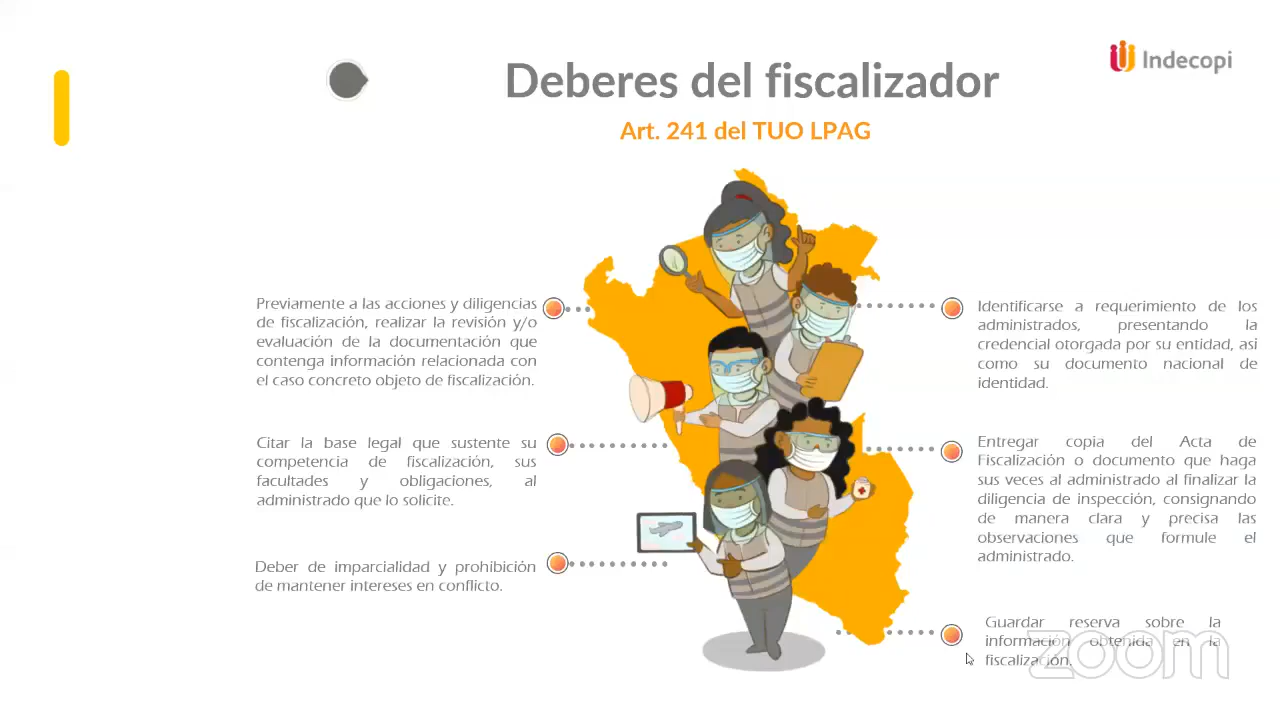 Indecopi
Deberes del fiscalizador
Art. 241 del TUO LPAG
Previamente a las acciones y diligencias
de fiscalización, realizar la revisión y/o
evaluación de la documentación que
contenga información relacionada con
el caso concreto objeto de fiscalización.
Citar la base legal que sustente su
competencia de fiscalización, sus
facultades y obligaciones, al
administrado que lo solicite.
Deber de imparcialidad y prohibición
de mantener intereses en conflicto.
Identificarse a requerimiento de los
administrados, presentando la
credencial otorgada por su entidad, así
como su documento nacional de
identidad.
Entregar copia del Acta de
Fiscalización o documento que haga
sus veces al administrado al finalizar la
diligencia de inspección, consignando
de manera clara y precisa las
observaciones que formule el
administrado.
Guardar reserva sobre la
información obtenida en la
fiscalización.
zoom